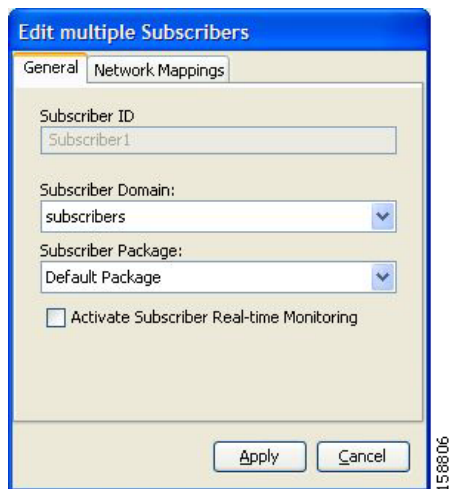 Edit multiple Subscribers
General Network Mappings
Subscriber ID
Subscriber1
Subscriber Domain:
subscribers
Subscriber Package:
Default Package
Activate Subscriber Real-time Monitoring
Apply Cancel
158806